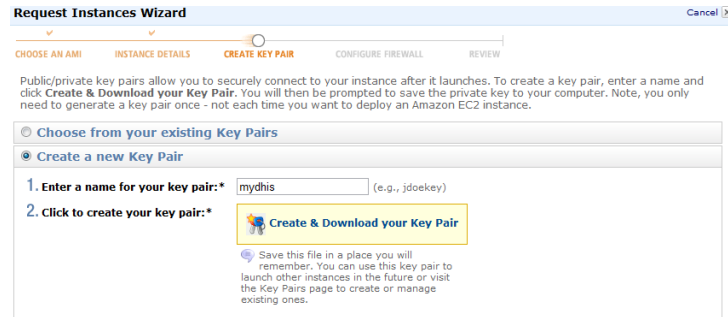 Request Instances Wizard
Cancel X
CHOOSE AN AMI INSTANCE DETAILS CREATE KEY PAIR CONFIGURE FIREWALL REVIEW
Public/private key pairs allow you to securely connect to your instance after it launches. To create a key pair, enter a name and
click Create & Download your Key Pair. You will then be prompted to save the private key to your computer. Note, you only
need to generate a key pair once - not each time you want to deploy an Amazon EC2 instance.
Choose from your existing Key Pairs
Create a new Key Pair
1. Enter a name for your key pair:* mydhis (e.g., jdoekey)
2. Click to create your key pair:* Create & Download your Key Pair
Save this file in a place you will
remember. You can use this key pair to
launch other instances in the future or visit
the Key Pairs page to create or manage
existing ones.